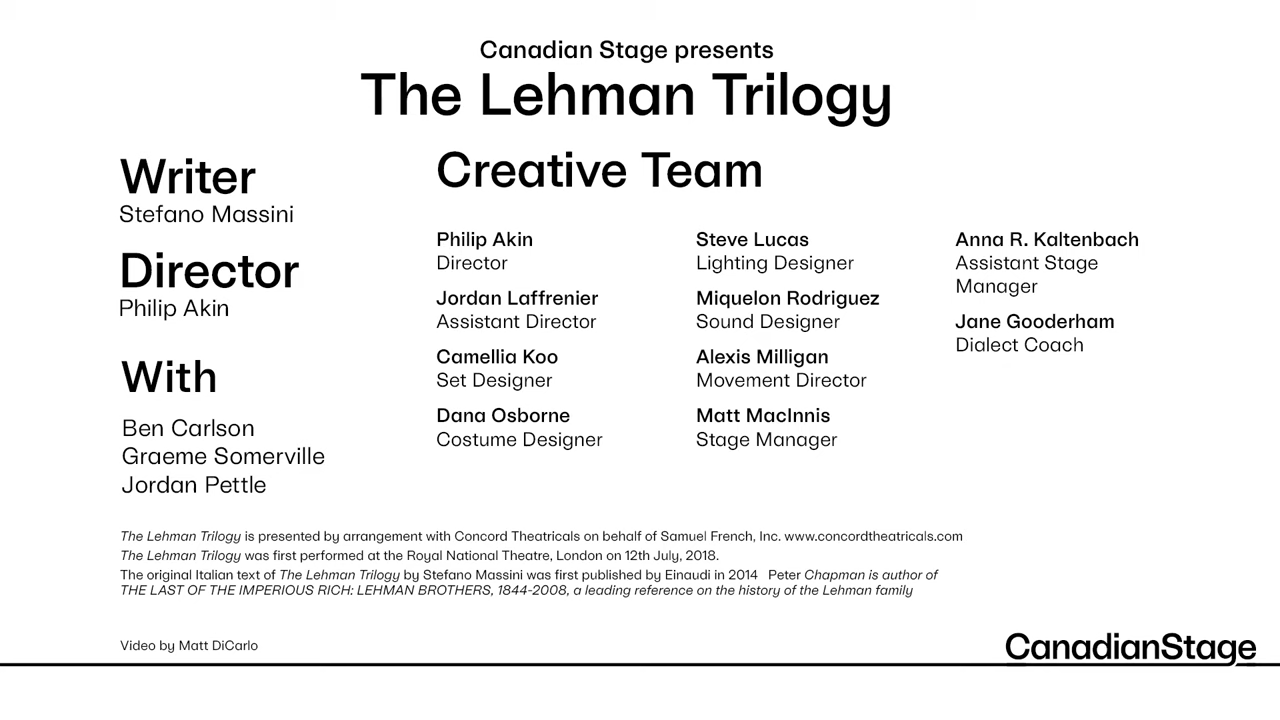 Canadian Stage presents
The Lehman Trilogy
Writer
Stefano Massini
Director
Philip Akin
With
Ben Carlson
Graeme Somerville
Jordan Pettle
Creative Team
Philip Akin
Director
Jordan Laffrenier
Assistant Director
Camellia Koo
Set Designer
Dana Osborne
Costume Designer
Steve Lucas
Lighting Designer
Miquelon Rodriguez
Sound Designer
Alexis Milligan
Movement Director
Matt MacInnis
Stage Manager
Anna R. Kaltenbach
Assistant Stage
Manager
Jane Gooderham
Dialect Coach
The Lehman Trilogy is presented by arrangement with Concord Theatricals on behalf of Samuel French, Inc. www.concordtheatricals.com
The Lehman Trilogy was first performed at the Royal National Theatre, London on 12th July, 2018.
The original Italian text of The Lehman Trilogy by Stefano Massini was first published by Einaudi in 2014 Peter Chapman is author of
THE LAST OF THE IMPERIOUS RICH: LEHMAN BROTHERS, 1844-2008, a leading reference on the history of the Lehman family
Video by Matt DiCarlo
CanadianStage